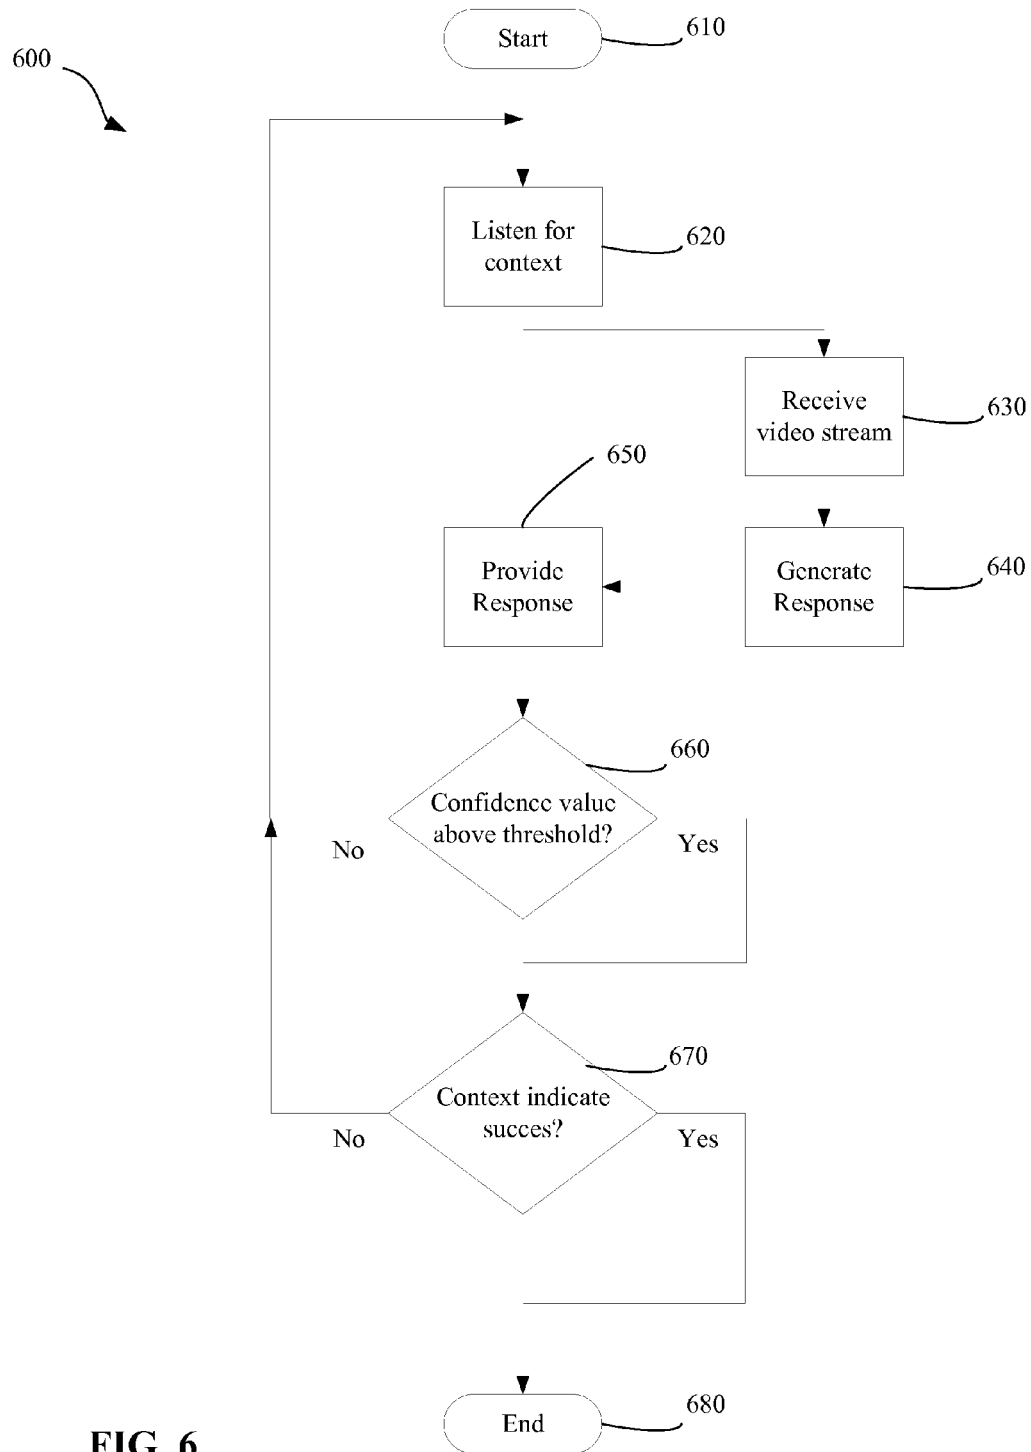 Start
610
600
Listen for
context
620
Receive
video stream
630
650
Provide
Response
Generate
Response
640
660
Confidence value
above threshold?
No
Yes
670
Context indicate
succes?
No
Yes
End
680
FIG. 6